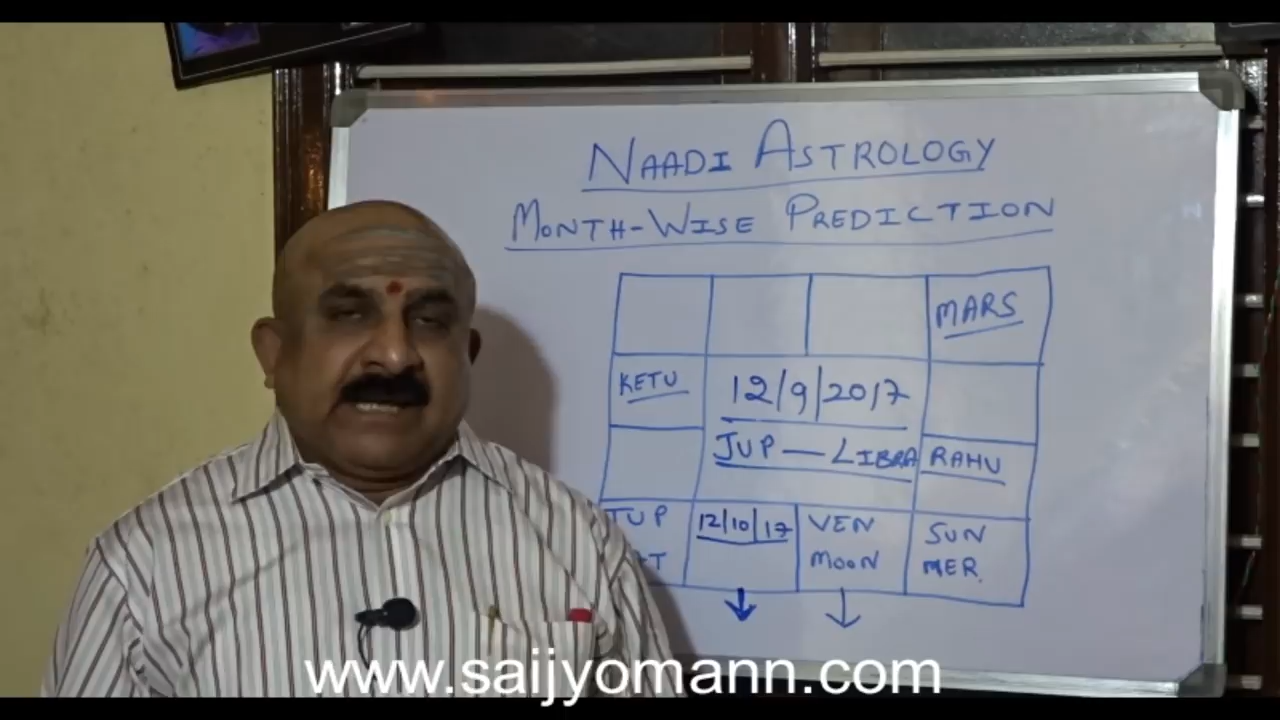 NAADI ASTROLOGY
MONTH-WISE PREDICTION
MARS
KETU
12/9/2017
JUP — LIBRA
RAHU
JUP
12/10/17
VEN
MOON
SUN
MER.
www.saijyomann.com